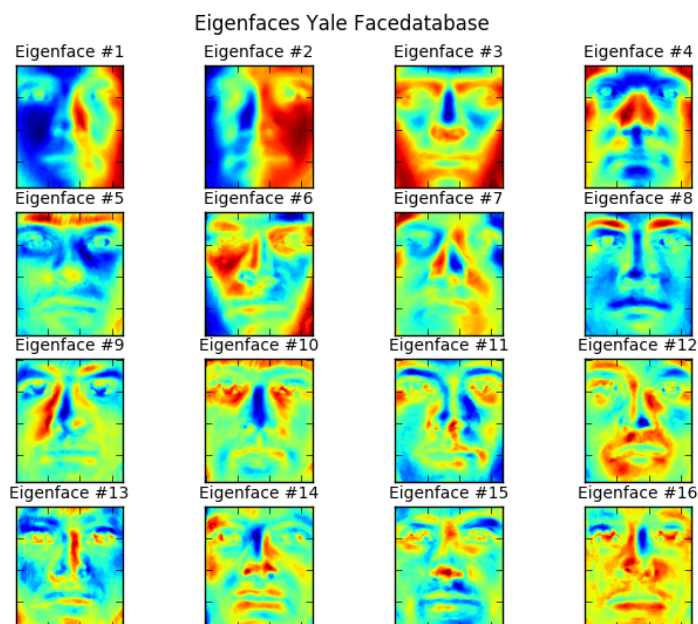 Eigenfaces Yale Facedatabase
Eigenface #1 Eigenface #2 Eigenface #3 Eigenface #4
Eigenface #5 Eigenface #6 Eigenface #7 Eigenface #8
Eigenface #9 Eigenface #10 Eigenface #11 Eigenface #12
Eigenface #13 Eigenface #14 Eigenface #15 Eigenface #16